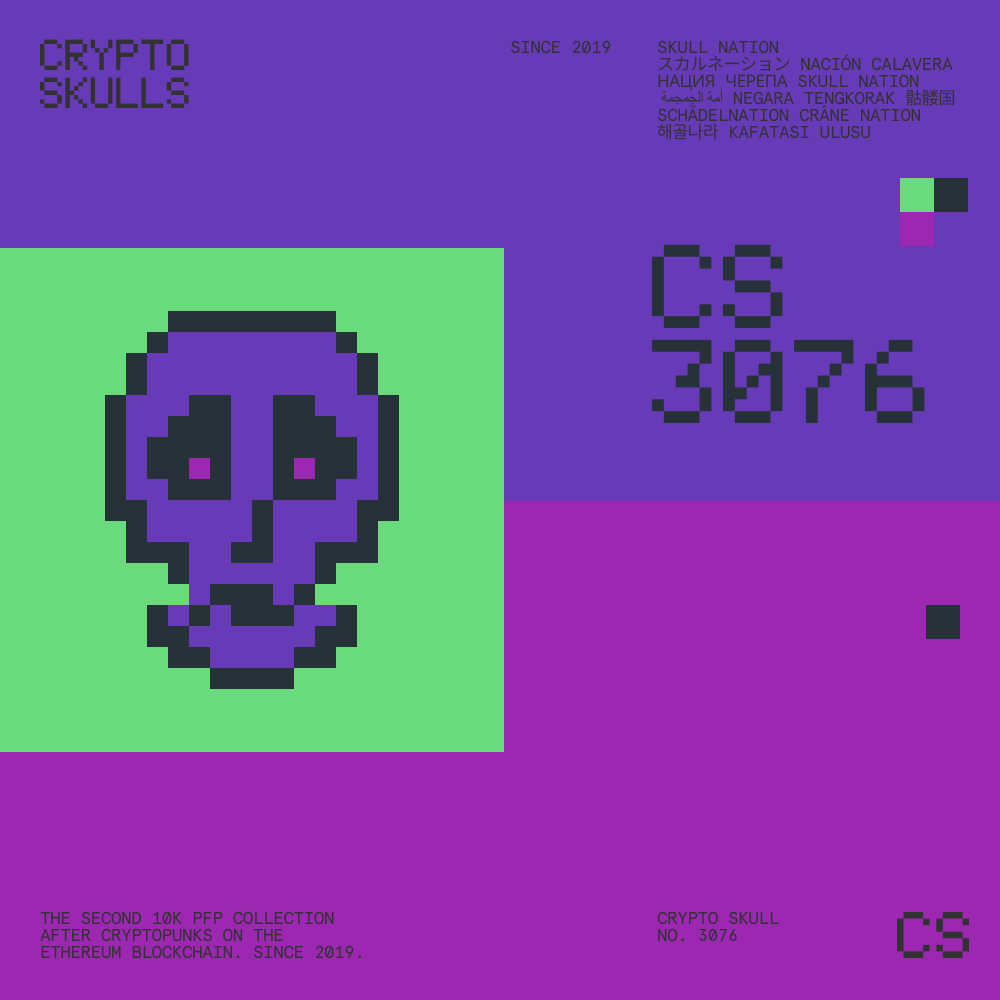 CRYPTO
SKULLS
SINCE 2019
SKULL NATION
スカルネーション NACIÓN CALAVERA
НАЦИЯ ЧЕРЕПА SKULL NATION
أمة الجمجمة NEGARA TENGKORAK 骷髅国
SCHÄDELNATION CRÂNE NATION
해골나라 KAFATASI ULUSU
CS
3076
THE SECOND 10K PFP COLLECTION
AFTER CRYPTOPUNKS ON THE
ETHEREUM BLOCKCHAIN. SINCE 2019.
CRYPTO SKULL
NO. 3076
CS